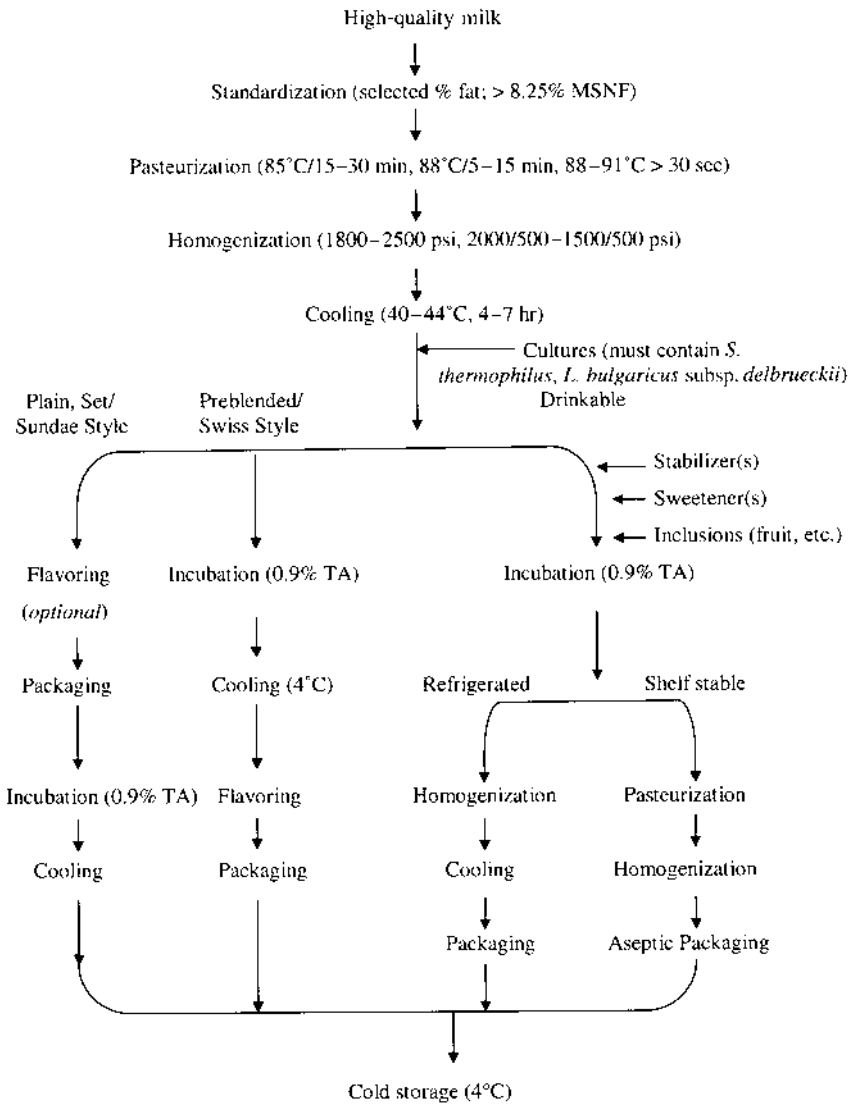 High-quality milk
Standardization (selected % fat; > 8.25% MSNF)
Pasteurization (85°C/15–30 min, 88°C/5–15 min, 88–91°C > 30 sec)
Homogenization (1800–2500 psi, 2000/500–1500/500 psi)
Cooling (40–44°C, 4–7 hr)
Cultures (must contain S.
thermophilus, L. bulgaricus subsp. delbrueckii)
Plain, Set/
Sundae Style
Preblended/
Swiss Style
Drinkable
Stabilizer(s)
Sweetener(s)
Inclusions (fruit, etc.)
Flavoring
(optional)
Incubation (0.9% TA)
Incubation (0.9% TA)
Packaging
Cooling (4°C)
Refrigerated
Shelf stable
Incubation (0.9% TA)
Flavoring
Homogenization
Pasteurization
Cooling
Packaging
Cooling
Homogenization
Packaging
Aseptic Packaging
Cold storage (4°C)